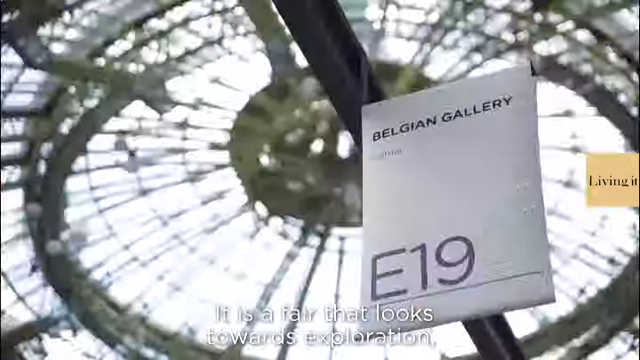 BELGIAN GALLERY
E19
Living it
It is a fair that looks
towards exploration,